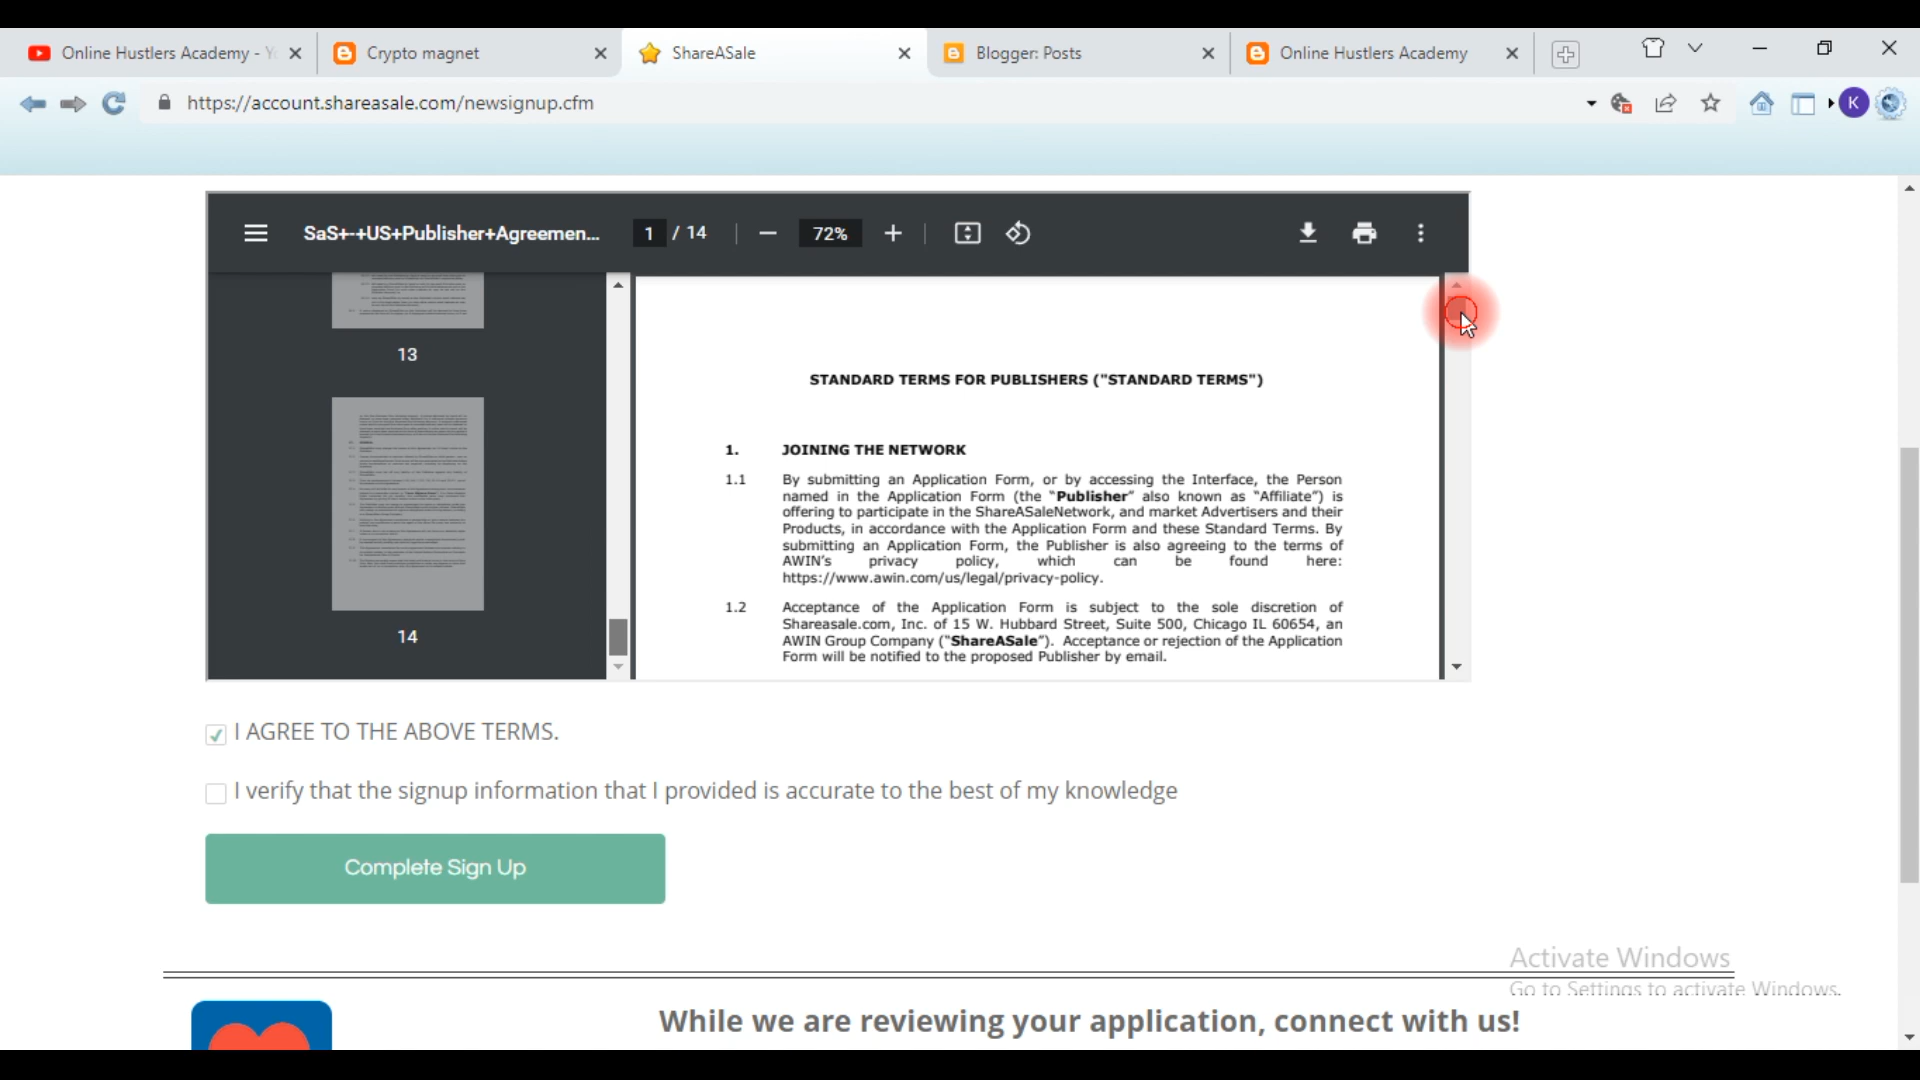 Online Hustlers Academy - Y
Crypto magnet
ShareASale
Blogger: Posts
Online Hustlers Academy
https://account.shareasale.com/newsignup.cfm
K
SaS+-+US+Publisher+Agreemen...
1 / 14
72%
13
14
STANDARD TERMS FOR PUBLISHERS ("STANDARD TERMS")
1. JOINING THE NETWORK
1.1 By submitting an Application Form, or by accessing the Interface, the Person
named in the Application Form (the "Publisher" also known as "Affiliate") is
offering to participate in the ShareASaleNetwork, and market Advertisers and their
Products, in accordance with the Application Form and these Standard Terms. By
submitting an Application Form, the Publisher is also agreeing to the terms of
AWIN's privacy policy, which can be found here:
https://www.awin.com/us/legal/privacy-policy.
1.2 Acceptance of the Application Form is subject to the sole discretion of
Shareasale.com, Inc. of 15 W. Hubbard Street, Suite 500, Chicago IL 60654, an
AWIN Group Company ("ShareASale"). Acceptance or rejection of the Application
Form will be notified to the proposed Publisher by email.
I AGREE TO THE ABOVE TERMS.
I verify that the signup information that I provided is accurate to the best of my knowledge
Complete Sign Up
Activate Windows
Go to Settings to activate Windows.
While we are reviewing your application, connect with us!